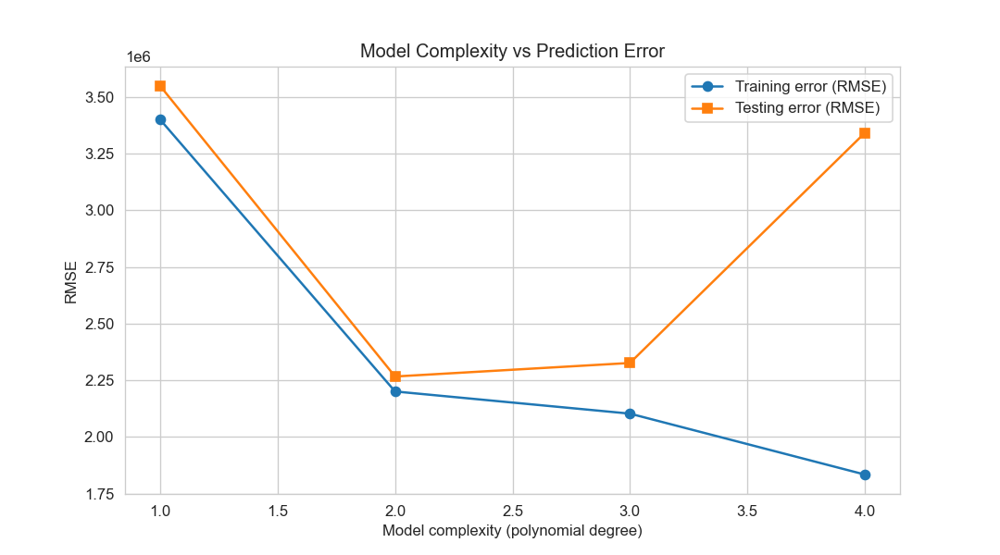 Model Complexity vs Prediction Error
1e6
Training error (RMSE)
Testing error (RMSE)
3.50
3.25
3.00
2.75
2.50
2.25
2.00
1.75
RMSE
1.0 1.5 2.0 2.5 3.0 3.5 4.0
Model complexity (polynomial degree)